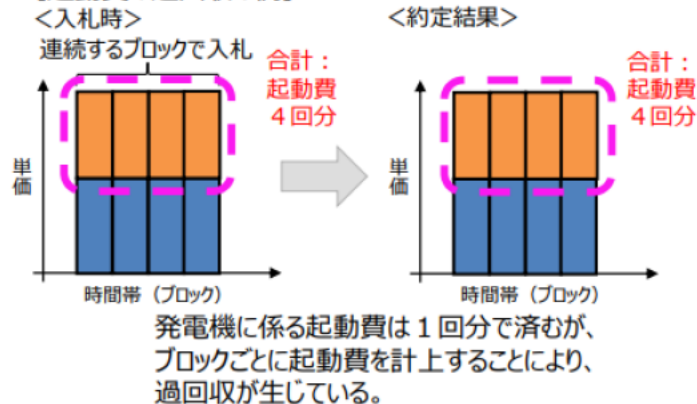 ＜入札時＞
＜約定結果＞
連続するブロックで入札
合計：
起動費
４回分
合計：
起動費
４回分
単価
単価
時間帯（ブロック）
時間帯（ブロック）
発電機に係る起動費は１回分で済むが、
ブロックごとに起動費を計上することにより、
過回収が生じている。